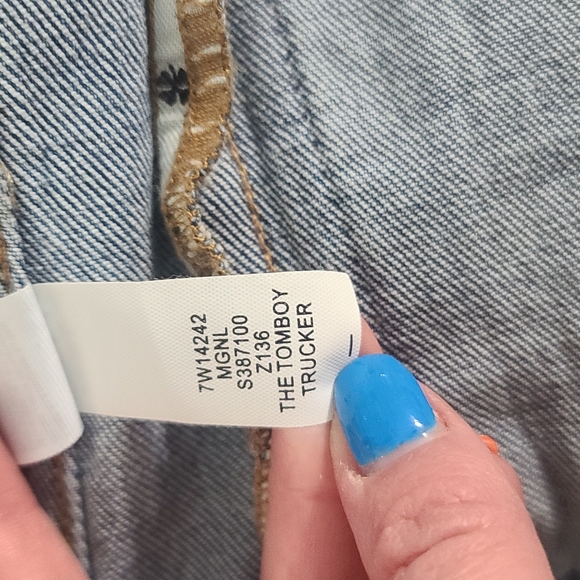 7W14242
MGNL
S387100
Z136
THE TOMBOY
TRUCKER